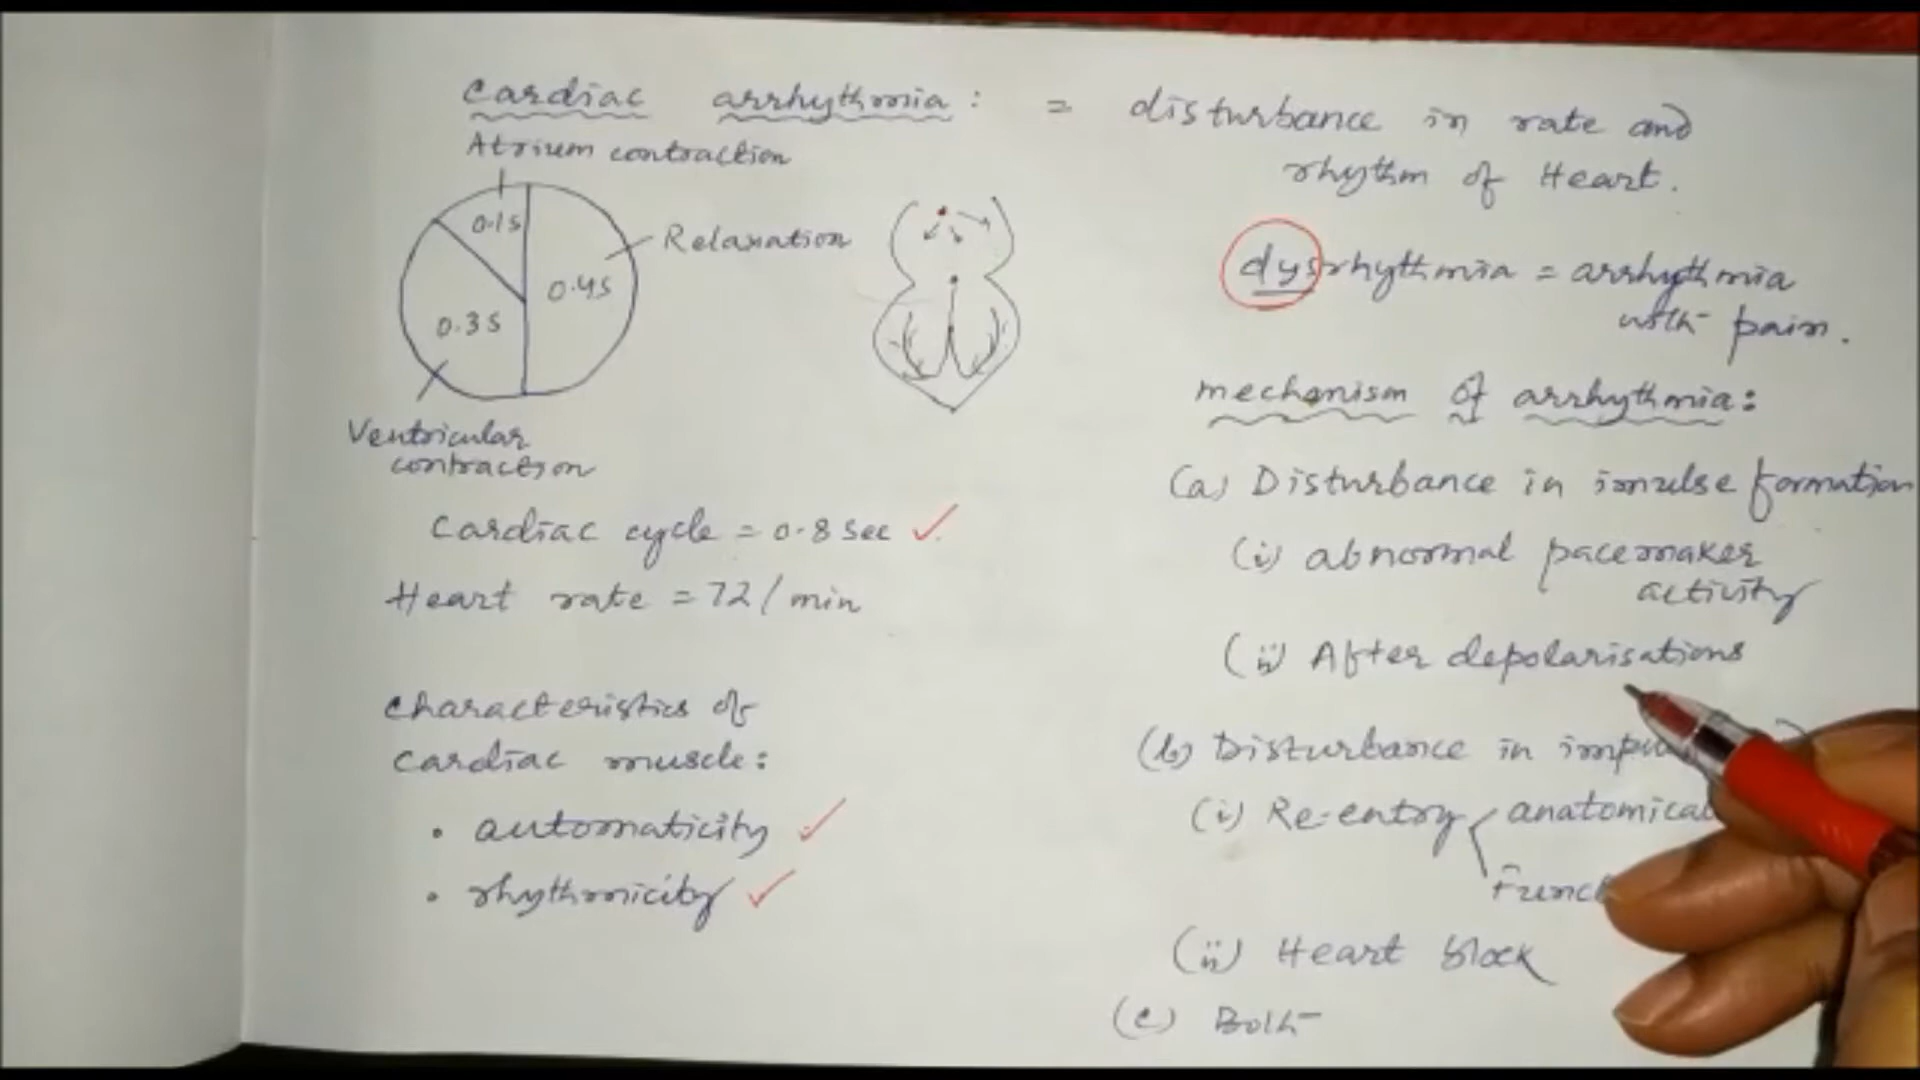 Cardiac arrhythmia : = disturbance in rate and
rhythm of Heart.
Atrium contraction
0.1s
Relaxation
0.4s
0.3s
Ventricular
contraction
Cardiac cycle = 0.8 sec ✓
Heart rate = 72/min
Characteristics of
Cardiac muscle:
• automaticity ✓
• rhythmicity ✓
dysrhythmia = arrhythmia
with pain.
mechanism of arrhythmia:
(a) Disturbance in impulse formation
(i) abnormal pacemaker
activity
(ii) After depolarisations
(b) Disturbance in
(i) Re-entry anatomical
(ii) Heart block
(c) Both